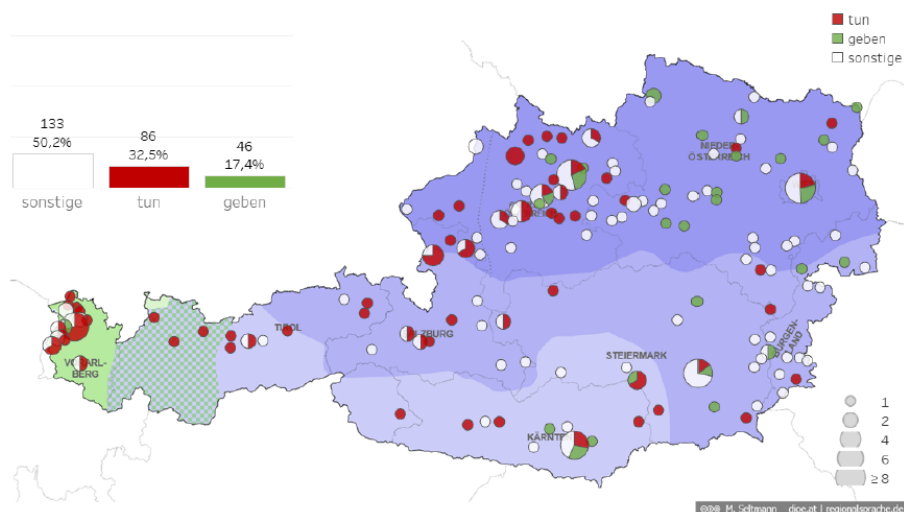 tun
geben
sonstige
133
50,2%
86
32,5%
46
17,4%
sonstige
tun
geben
NIEDER
ÖSTERREICH
TIROL
STEIERMARK
BURGEN-
LAND
VORARL-
BERG
KÄRNTEN
1
2
4
6
≥ 8
M. Seltmann dioe.at | regionalsprache.de